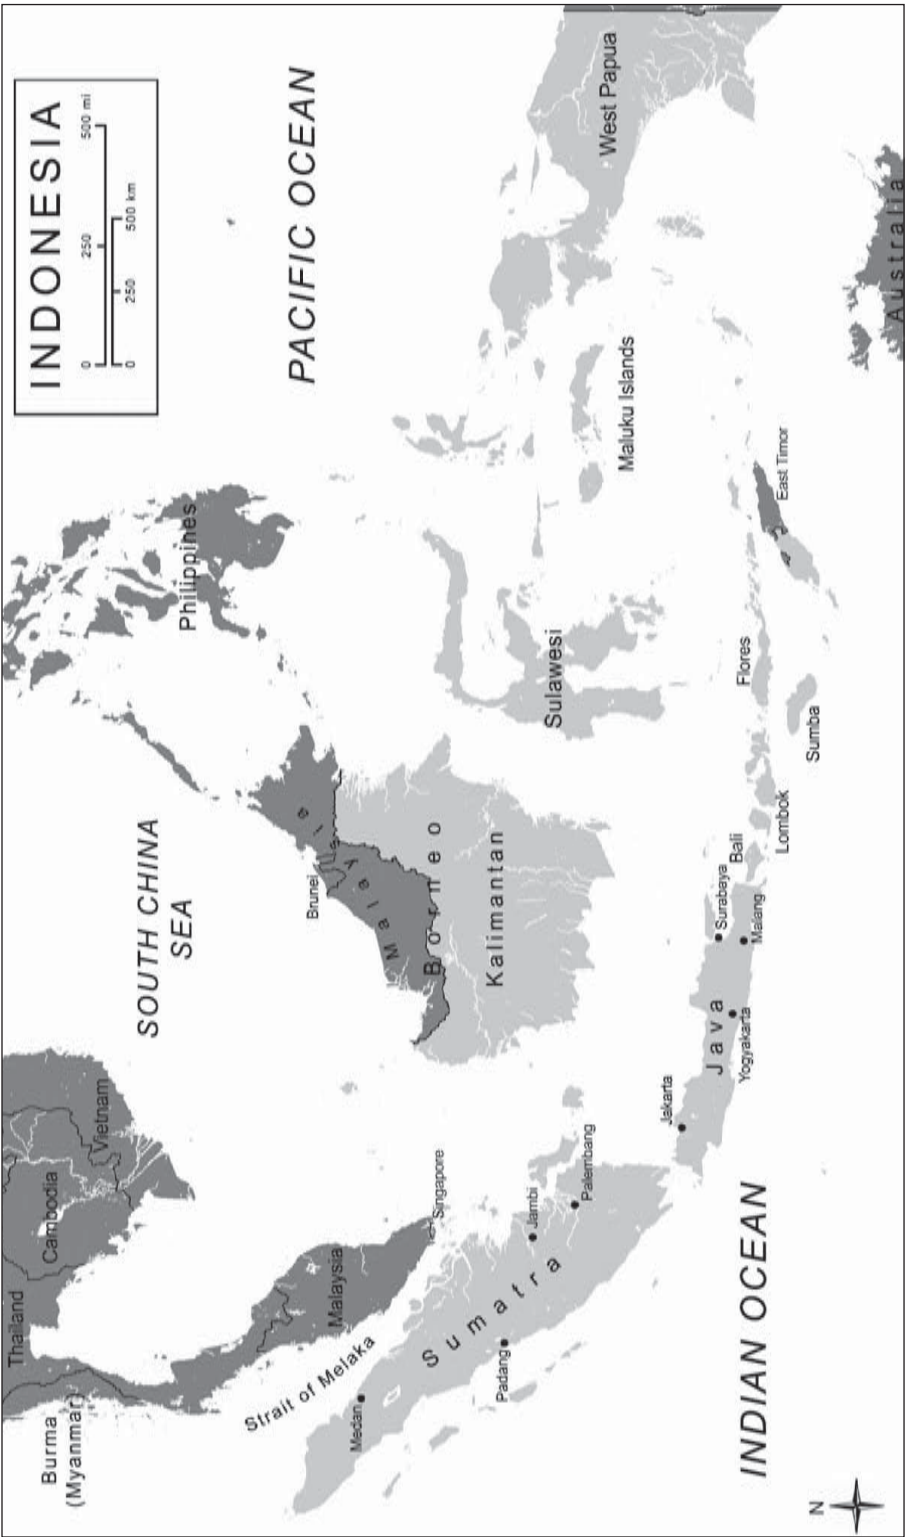 INDONESIA
0 250 500 mi
0 250 500 km
Burma
(Myanmar)
Thailand
Cambodia
Vietnam
SOUTH CHINA
SEA
Philippines
PACIFIC OCEAN
Malaysia
Strait of Melaka
Singapore
Brunei
Malaysia
Borneo
Kalimantan
Medan
Sumatra
Padang
Jambi
Palembang
Sulawesi
Maluku Islands
West Papua
Jakarta
Java
Yogyakarta
Surabaya
Malang
Bali
Lombok
Flores
Sumba
East Timor
Australia
INDIAN OCEAN
N